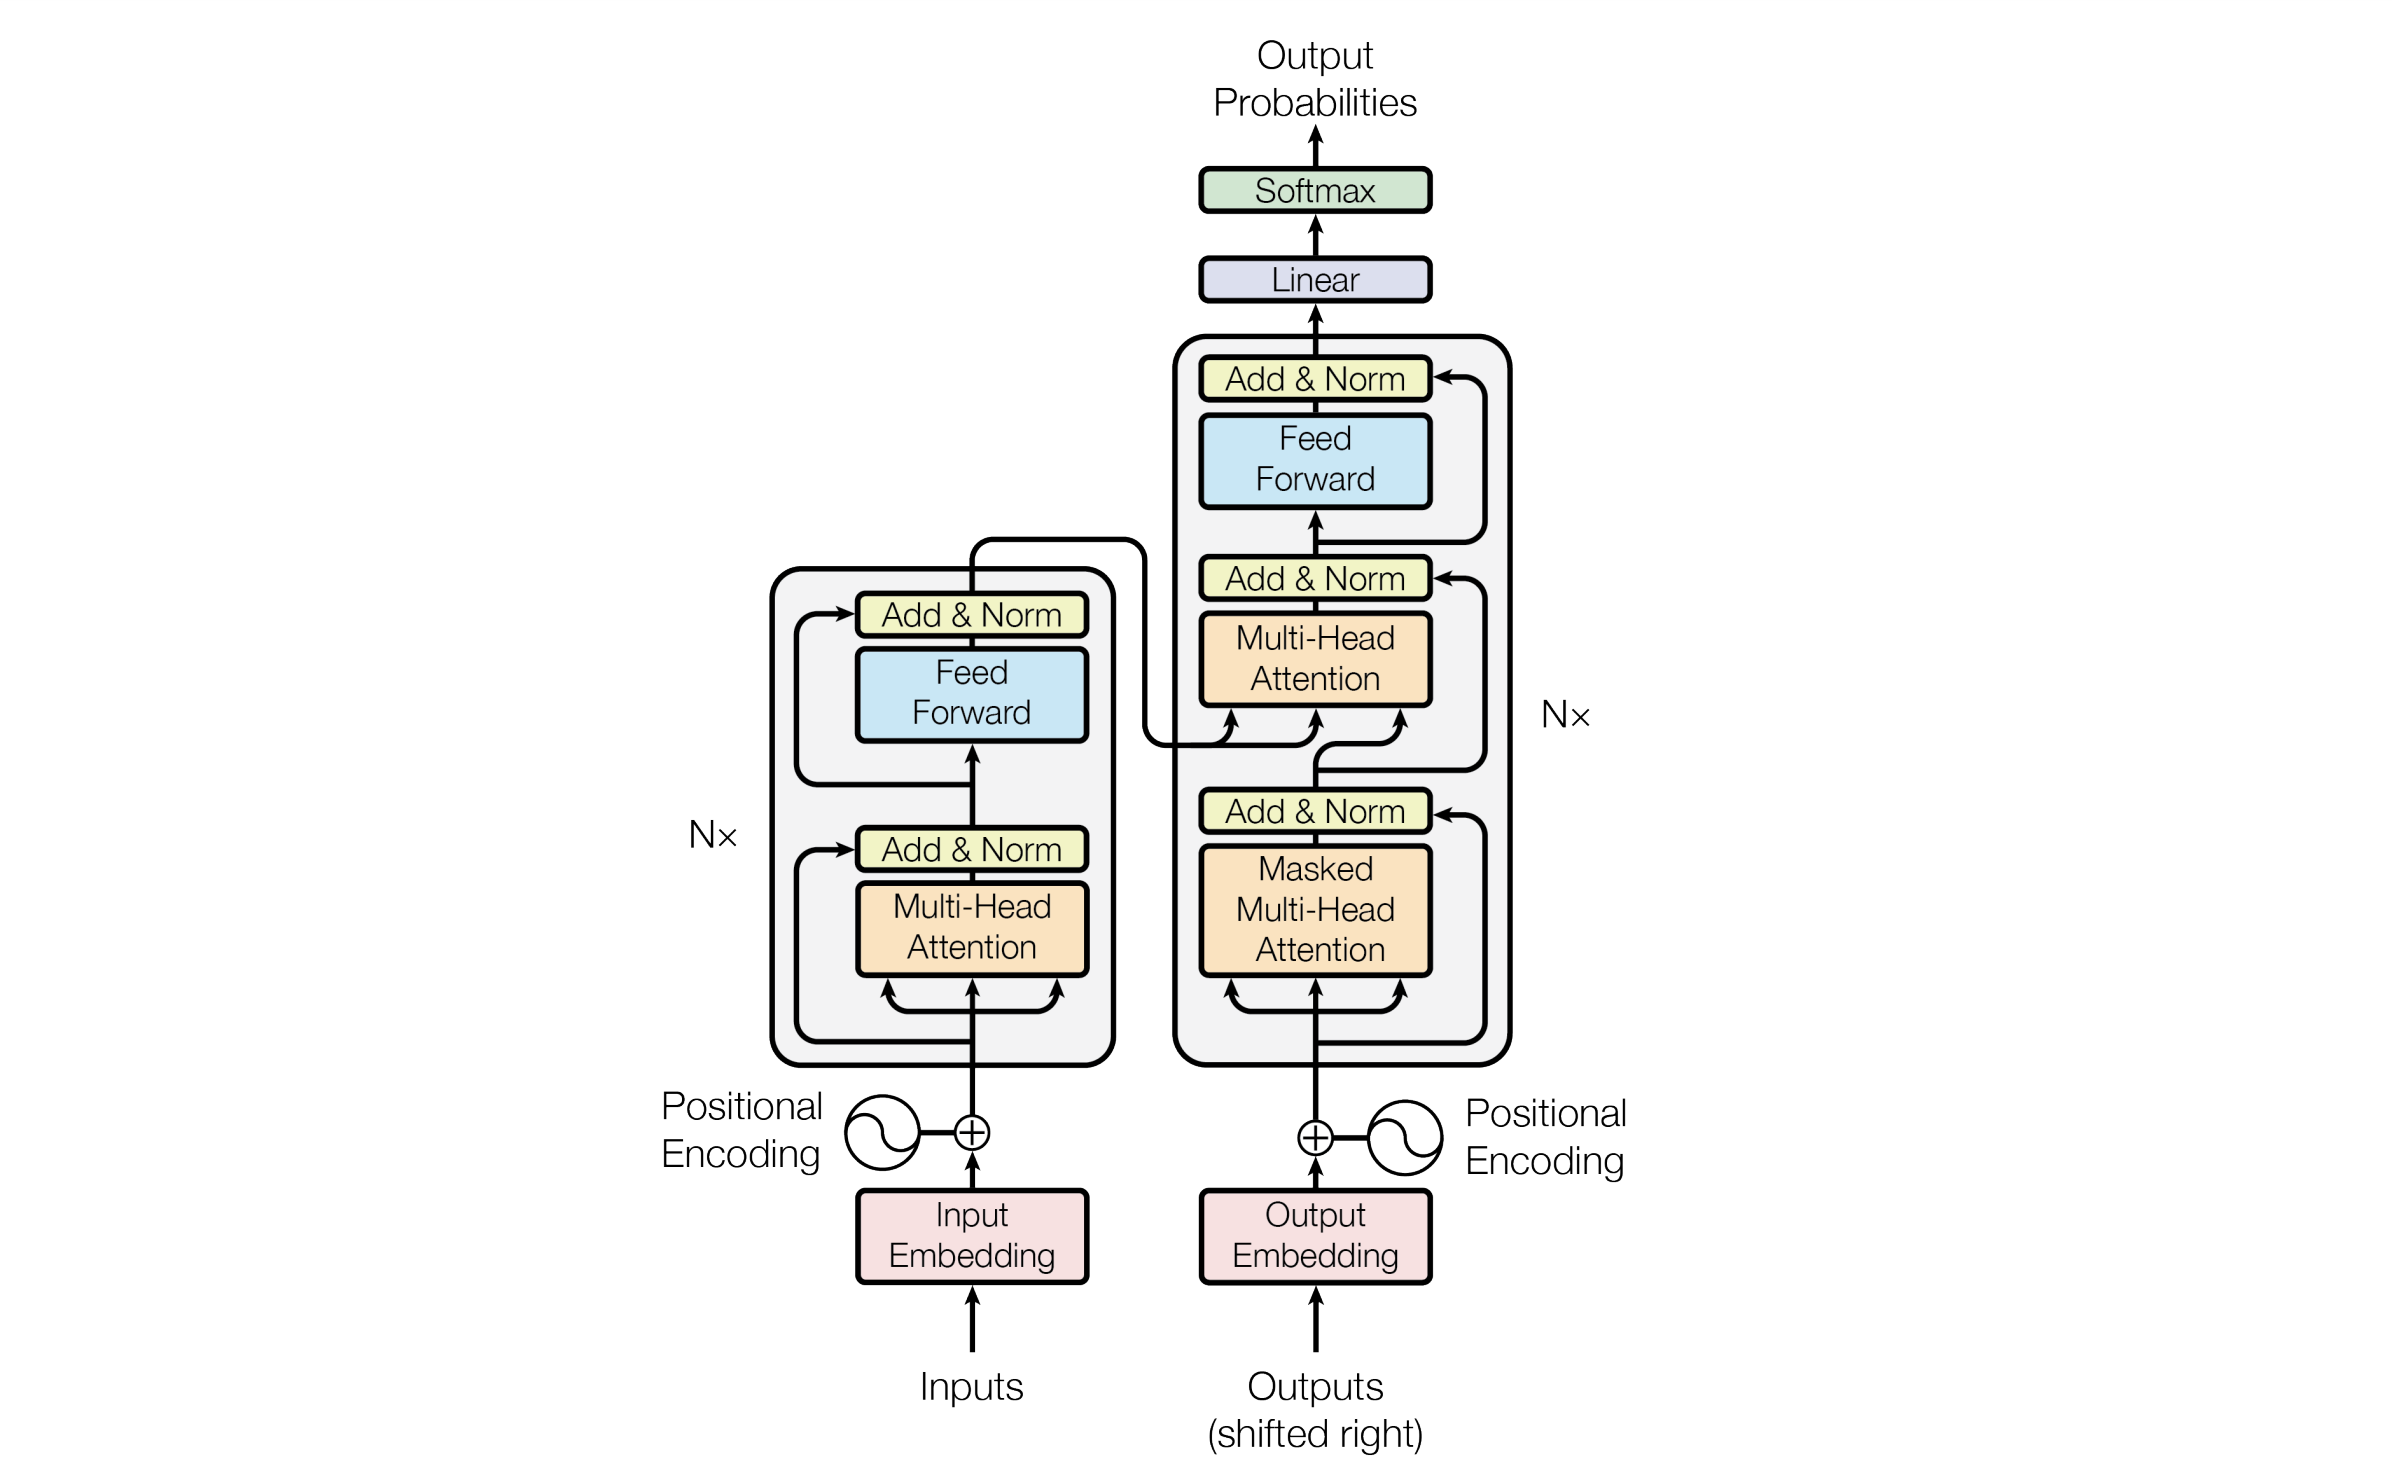 Output
Probabilities
Softmax
Linear
Add & Norm
Feed
Forward
Add & Norm
Multi-Head
Attention
Add & Norm
Masked
Multi-Head
Attention
N×
Positional
Encoding
Output
Embedding
Outputs
(shifted right)
Add & Norm
Feed
Forward
Add & Norm
Multi-Head
Attention
N×
Positional
Encoding
Input
Embedding
Inputs